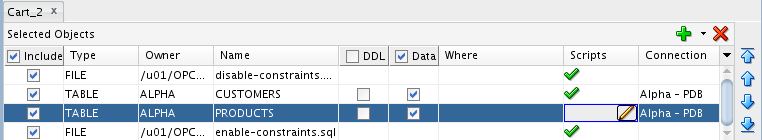 Cart_2 x
Selected Objects
Include Type Owner Name DDL Data Where Scripts Connection
FILE /u01/OPC... disable-constraints....
TABLE ALPHA CUSTOMERS Alpha - PDB
TABLE ALPHA PRODUCTS Alpha - PDB
FILE /u01/OPC... enable-constraints.sql